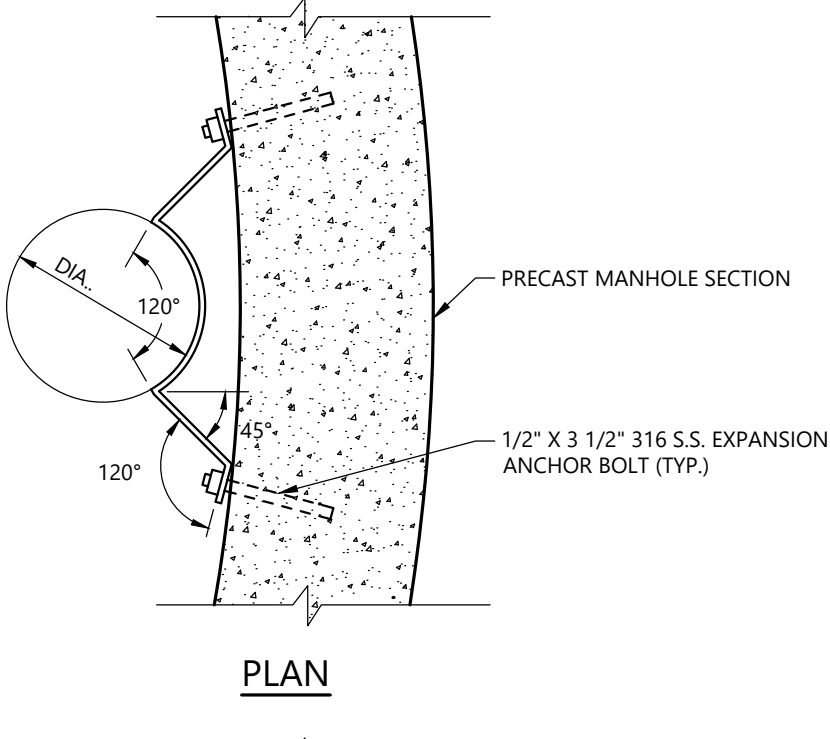 DIA..
120°
PRECAST MANHOLE SECTION
45°
1/2" X 3 1/2" 316 S.S. EXPANSION
ANCHOR BOLT (TYP.)
120°
PLAN